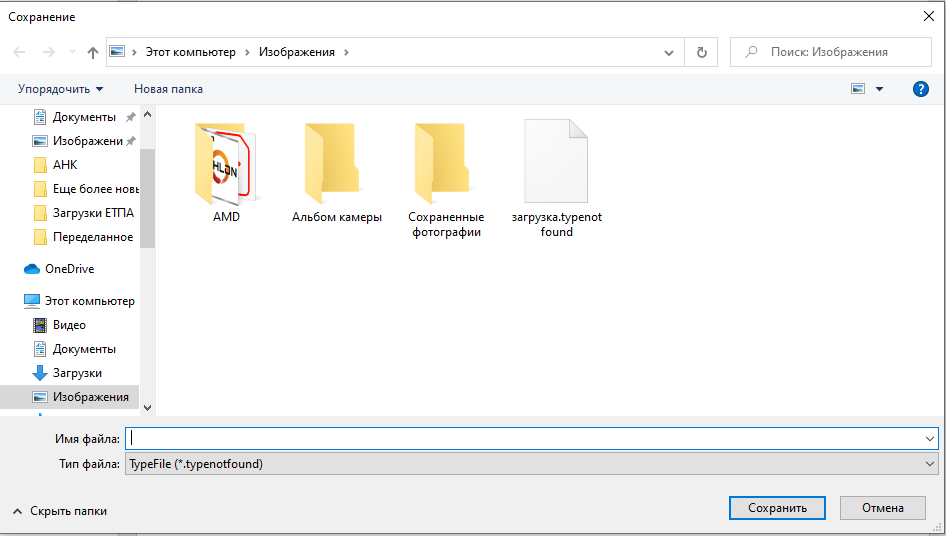 Сохранение
Этот компьютер
Изображения
Поиск: Изображения
Упорядочить
Новая папка
?
Документы
Изображени
АНК
Еще более новь
Загрузки ЕТПА
Переделанное
OneDrive
Этот компьютер
Видео
Документы
Загрузки
Изображения
HLON
AMD
Альбом камеры
Сохраненные
фотографии
загрузка.typenot
found
Имя файла:
Тип файла:
TypeFile (*.typenotfound)
Скрыть папки
Сохранить
Отмена